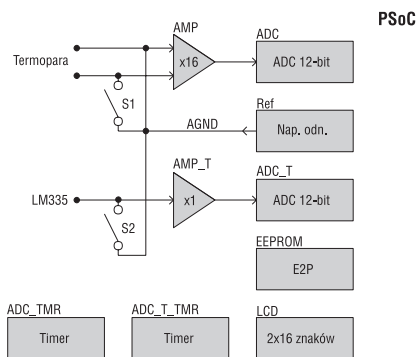 PSoC
AMP
ADC
Termopara
x16
ADC 12-bit
S1
Ref
AGND
Nap. odn.
AMP_T
ADC_T
LM335
x1
ADC 12-bit
S2
EEPROM
E2P
ADC_TMR
ADC_T_TMR
LCD
Timer
Timer
2x16 znaków